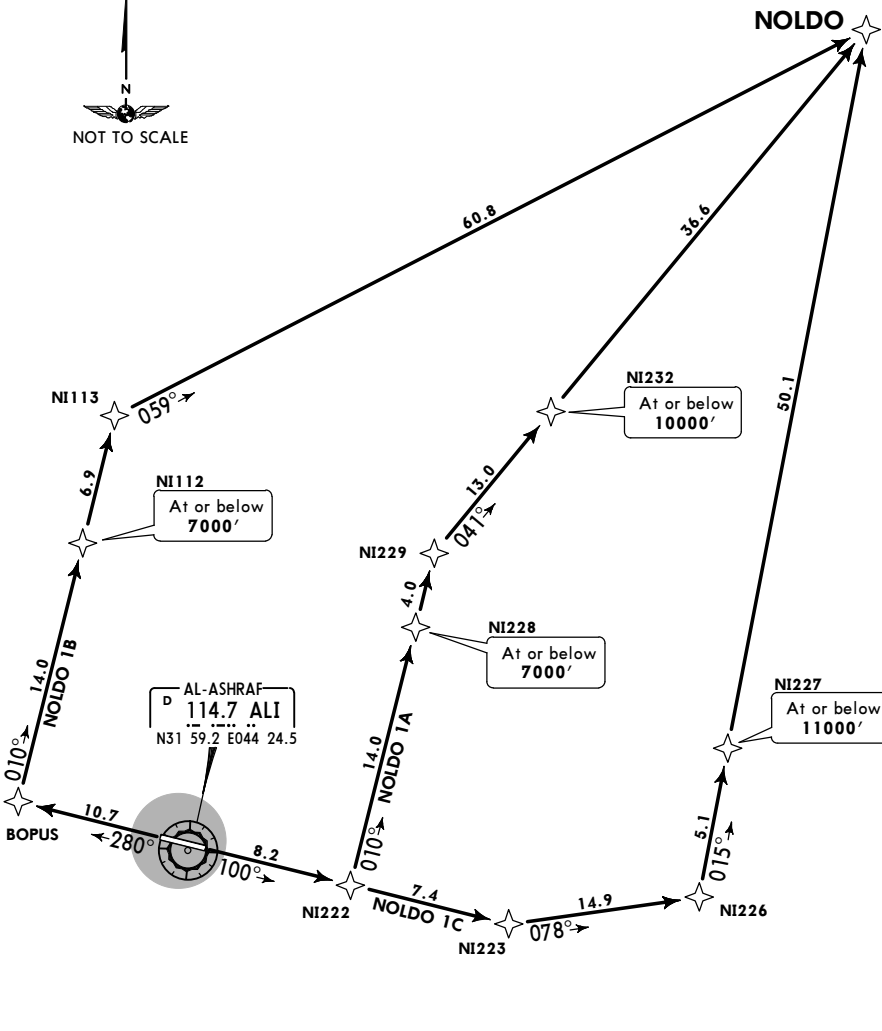 NOLDO
N
NOT TO SCALE
60.8
36.6
50.1
NI113
059°
6.9
NI112
At or below
7000′
NI232
At or below
10000′
13.0
041°
NI229
4.0
NI228
At or below
7000′
14.0
NOLDO 1B
010°
BOPUS
AL-ASHRAF
D 114.7 ALI
N31 59.2 E044 24.5
14.0
NOLDO 1A
010°
NI227
At or below
11000′
5.1
015°
10.7
280°
8.2
100°
NI222
7.4
NOLDO 1C
NI223
14.9
078°
NI226